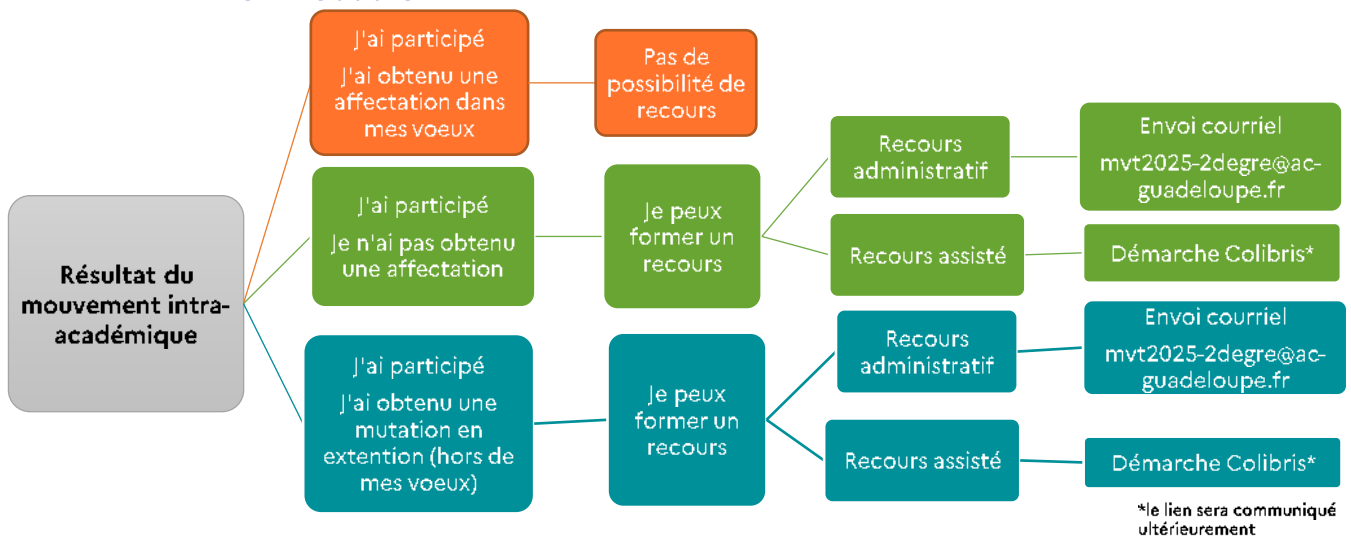 Résultat du
mouvement intra-
académique
J'ai participé
J'ai obtenu une
affectation dans
mes voeux
Pas de
possibilité de
recours
J'ai participé
Je n'ai pas obtenu
une affectation
Je peux
former un
recours
Recours
administratif
Envoi courriel
mvt2025-2degre@ac-
guadeloupe.fr
Recours assisté
Démarche Colibris*
J'ai participé
J'ai obtenu une
mutation en
extention (hors de
mes voeux)
Je peux
former un
recours
Recours
administratif
Envoi courriel
mvt2025-2degre@ac-
guadeloupe.fr
Recours assisté
Démarche Colibris*
*le lien sera communiqué
ultérieurement